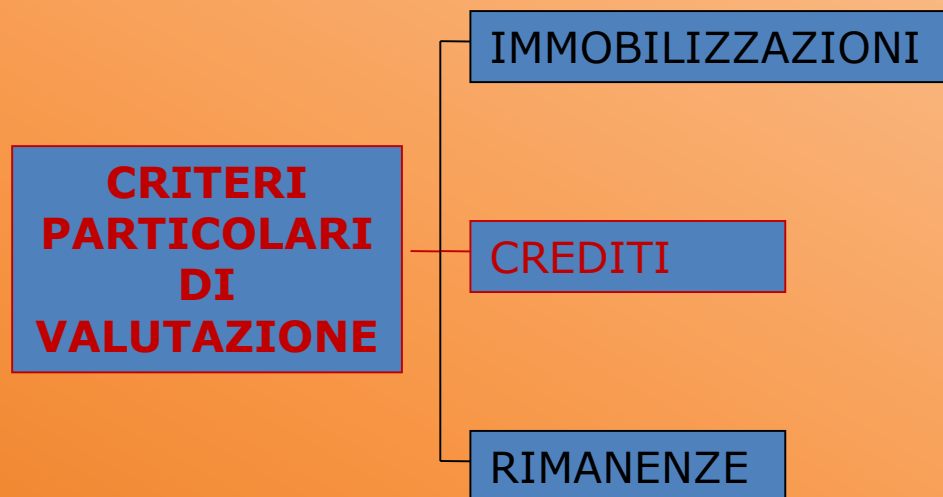 IMMOBILIZZAZIONI
CRITERI
PARTICOLARI
DI
VALUTAZIONE
CREDITI
RIMANENZE